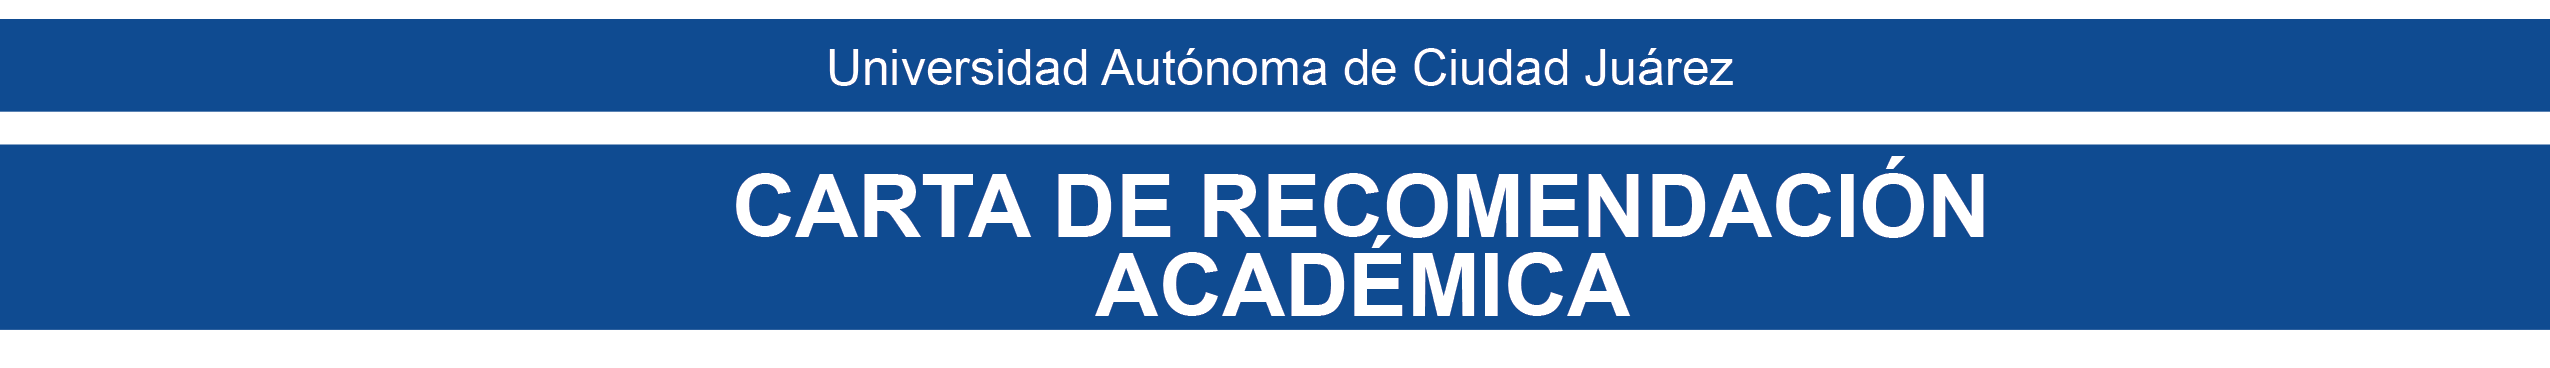 Universidad Autónoma de Ciudad Juárez
CARTA DE RECOMENDACIÓN
ACADÉMICA